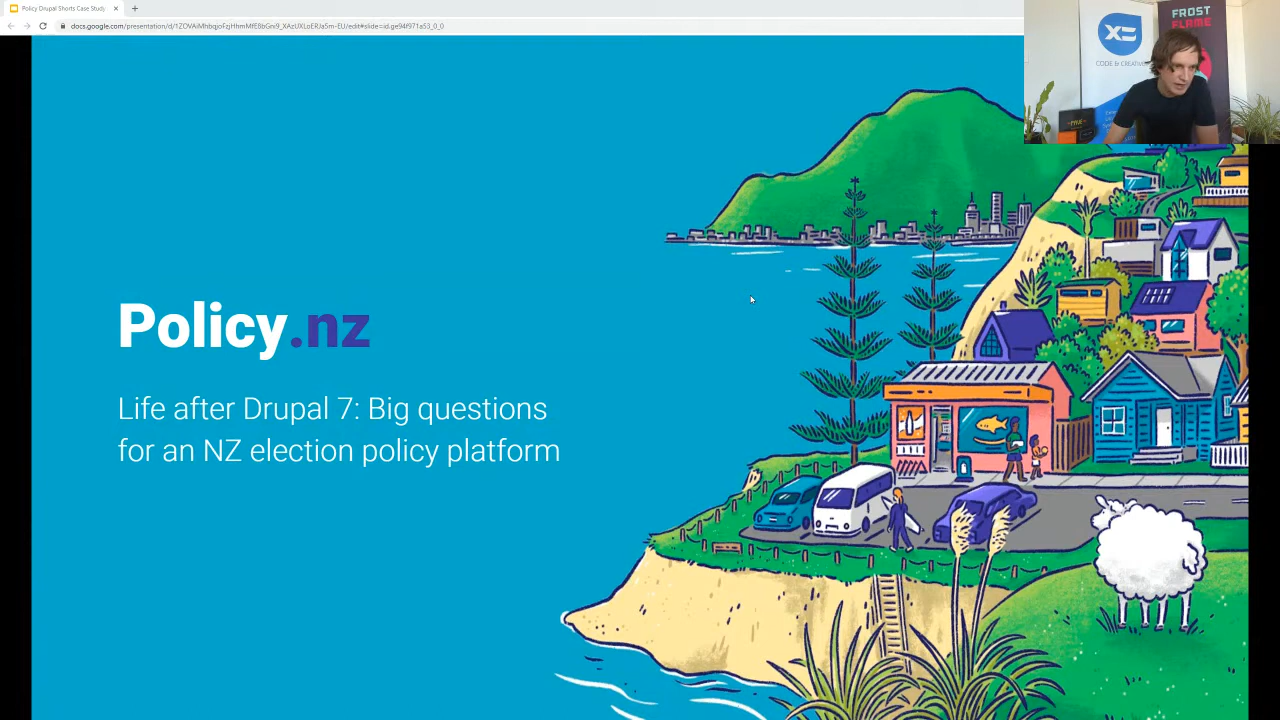 Policy Drupal Shorts Case Study
FROST
FLAME
CODE & CREATIVE
Policy.nz
Life after Drupal 7: Big questions
for an NZ election policy platform